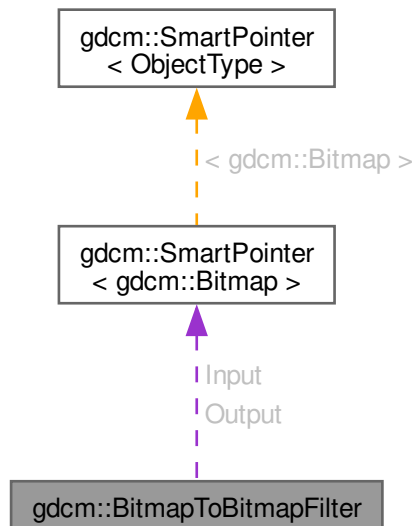 gdcm::SmartPointer
< ObjectType >
< gdcm::Bitmap >
gdcm::SmartPointer
< gdcm::Bitmap >
Input
Output
gdcm::BitmapToBitmapFilter